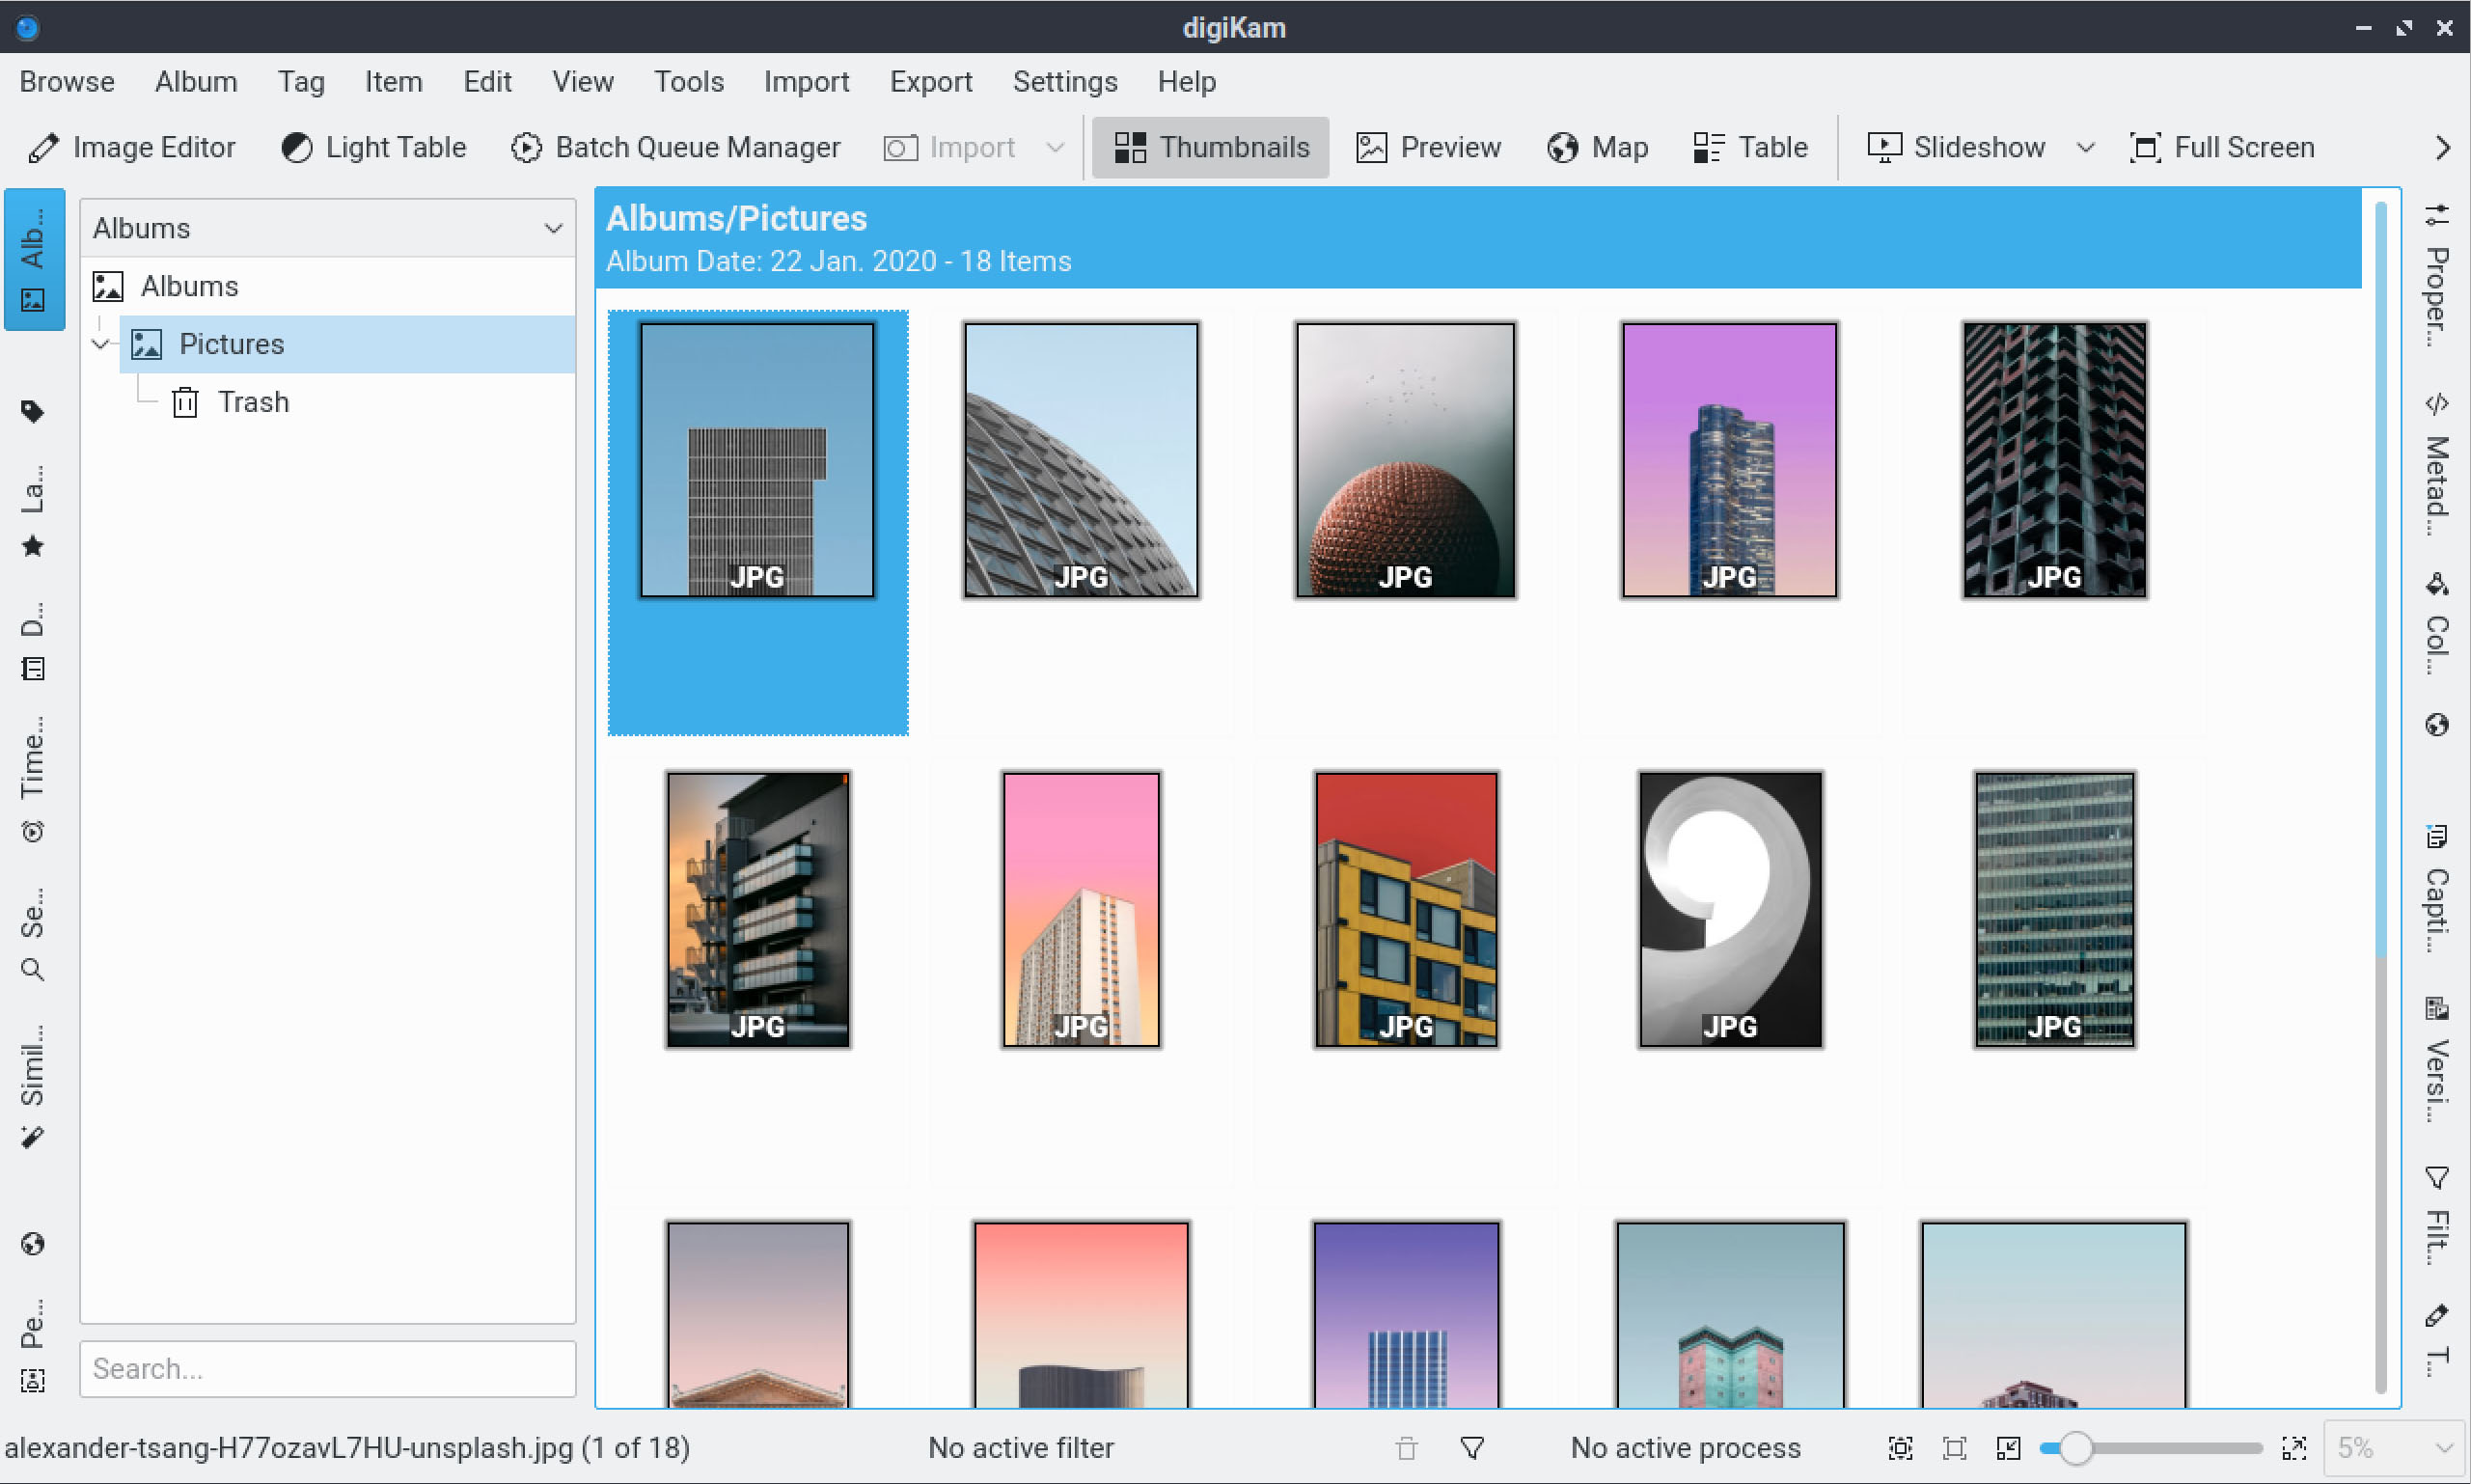 digiKam
Browse Album Tag Item Edit View Tools Import Export Settings Help
Image Editor Light Table Batch Queue Manager Import Thumbnails Preview Map Table Slideshow Full Screen
Alb...
La...
D...
Time...
Se...
Simil...
Pe...
Albums
Albums
Pictures
Trash
Search...
Albums/Pictures
Album Date: 22 Jan. 2020 - 18 Items
JPG JPG JPG JPG JPG
JPG JPG JPG JPG JPG
Proper...
Metad...
Col...
Capti...
Versi...
Filt...
T...
alexander-tsang-H77ozavL7HU-unsplash.jpg (1 of 18) No active filter No active process 5%